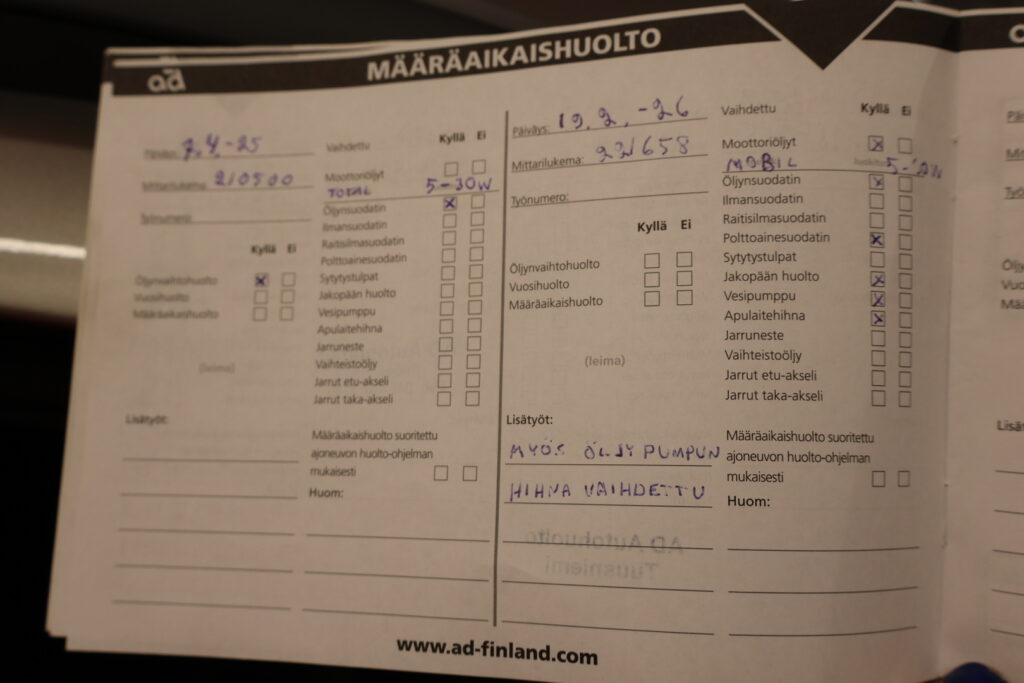 ad
MÄÄRÄAIKAISHUOLTO
Päiväys: 7.4-25
Mittarilukema: 210500
Työnumero:
Kyllä Ei
Öljynvaihtohuolto x
Vuosihuolto
Määräaikaishuolto
(leima)
Lisätyöt:
Vaihdettu Kyllä Ei
Moottoriöljyt
TOTAL 5-30W
Öljynsuodatin x
Ilmansuodatin
Raitisilmasuodatin
Polttoainesuodatin
Sytytystulpat
Jakopään huolto
Vesipumppu
Apulaitehihna
Jarruneste
Vaihteistoöljy
Jarrut etu-akseli
Jarrut taka-akseli
Määräaikaishuolto suoritettu
ajoneuvon huolto-ohjelman
mukaisesti
Huom:
Päiväys: 19.2.-26
Mittarilukema: 221658
Työnumero:
Kyllä Ei
Öljynvaihtohuolto
Vuosihuolto
Määräaikaishuolto
(leima)
Lisätyöt:
MYÖS ÖLJYPUMPUN
HIHNA VAIHDETTU
Vaihdettu Kyllä Ei
Moottoriöljyt x
MOBIL
Öljynsuodatin x
Ilmansuodatin
Raitisilmasuodatin
Polttoainesuodatin x
Sytytystulpat
Jakopään huolto x
Vesipumppu x
Apulaitehihna x
Jarruneste
Vaihteistoöljy
Jarrut etu-akseli
Jarrut taka-akseli
Määräaikaishuolto suoritettu
ajoneuvon huolto-ohjelman
mukaisesti
Huom:
AD Autohuolto
www.ad-finland.com